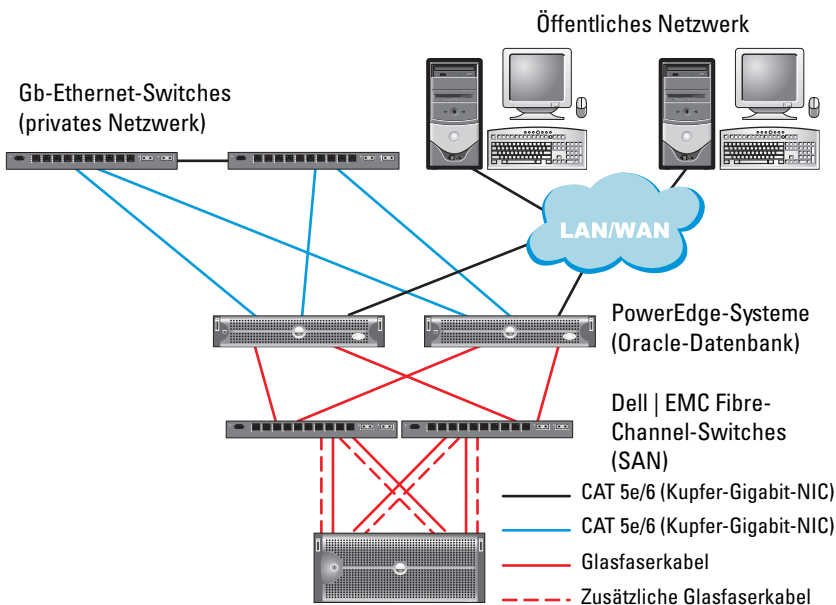 Öffentliches Netzwerk
Gb-Ethernet-Switches
(privates Netzwerk)
LAN/WAN
PowerEdge-Systeme
(Oracle-Datenbank)
Dell | EMC Fibre-
Channel-Switches
(SAN)
CAT 5e/6 (Kupfer-Gigabit-NIC)
CAT 5e/6 (Kupfer-Gigabit-NIC)
Glasfaserkabel
Zusätzliche Glasfaserkabel